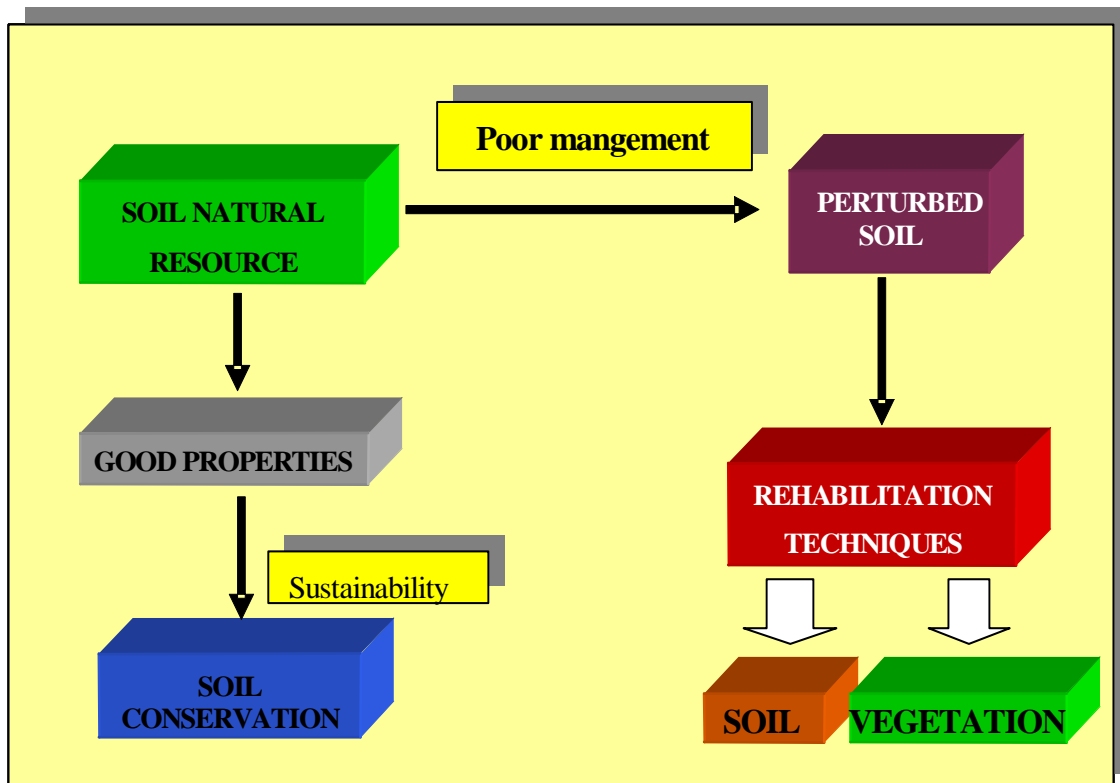 Poor mangement
SOIL NATURAL
RESOURCE
PERTURBED
SOIL
GOOD PROPERTIES
REHABILITATION
TECHNIQUES
Sustainability
SOIL
CONSERVATION
SOIL
VEGETATION